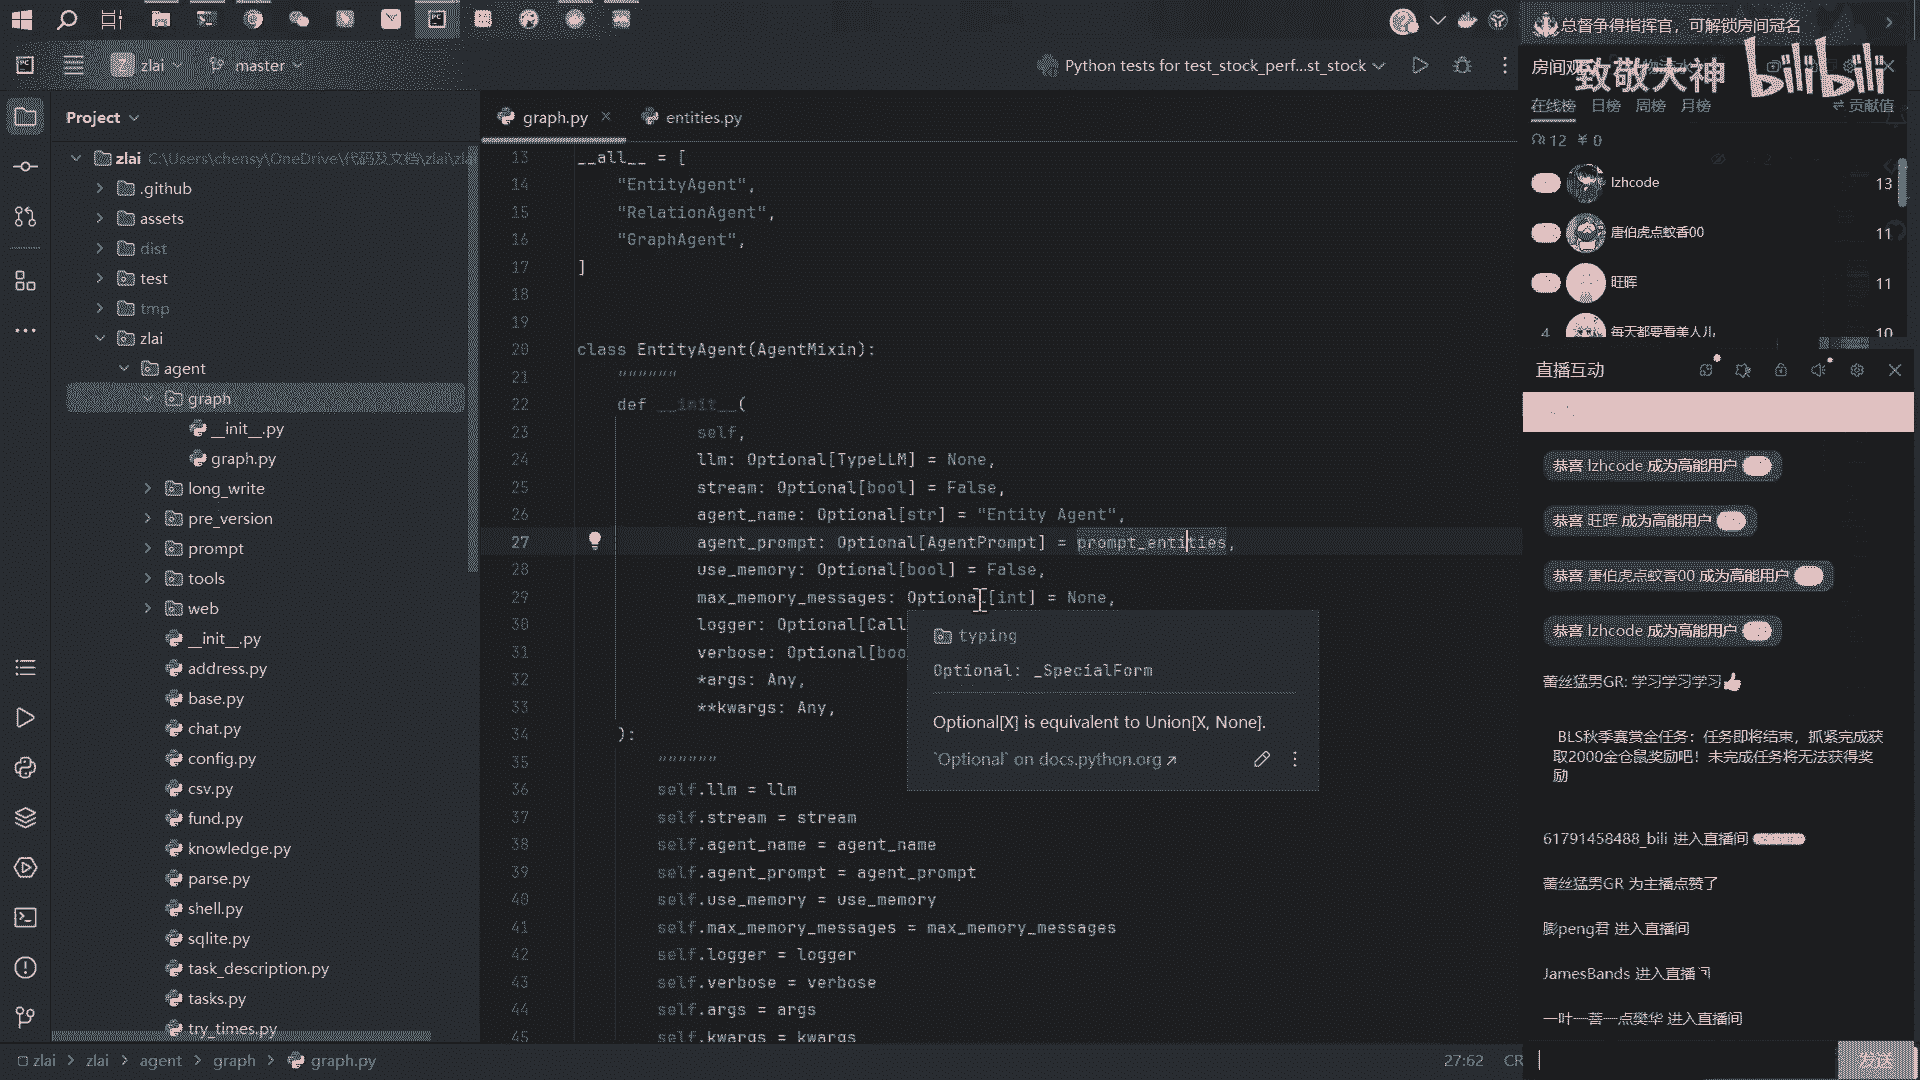 zlai
master
Python tests for test_stock_perf...st_stock
总督争得指挥官，可解锁房间冠名
致敬大神 bilibili
在线榜 日榜 周榜 月榜 贡献值
12 ¥ 0
lzhcode 13
唐伯虎点蚊香00 11
旺晖 11
4 每天都要看美人儿 10
Project
zlai C:\Users\chensy\OneDrive\代码及文档\zlai\zla
.github
assets
dist
test
tmp
zlai
agent
graph
__init__.py
graph.py
long_write
pre_version
prompt
tools
web
__init__.py
address.py
base.py
chat.py
config.py
csv.py
fund.py
knowledge.py
parse.py
shell.py
sqlite.py
task_description.py
tasks.py
try_times.py
graph.py
entities.py
13 __all__ = [
14 "EntityAgent",
15 "RelationAgent",
16 "GraphAgent",
17 ]
18
19
20 class EntityAgent(AgentMixin):
21 """"""
22 def __init__(
23 self,
24 llm: Optional[TypeLLM] = None,
25 stream: Optional[bool] = False,
26 agent_name: Optional[str] = "Entity Agent",
27 agent_prompt: Optional[AgentPrompt] = prompt_entities,
28 use_memory: Optional[bool] = False,
29 max_memory_messages: Optional[int] = None,
30 logger: Optional[Call
31 verbose: Optional[boo
32 *args: Any,
33 **kwargs: Any,
34 ):
35 """"""
36 self.llm = llm
37 self.stream = stream
38 self.agent_name = agent_name
39 self.agent_prompt = agent_prompt
40 self.use_memory = use_memory
41 self.max_memory_messages = max_memory_messages
42 self.logger = logger
43 self.verbose = verbose
44 self.args = args
45 self.kwargs = kwargs
typing
Optional: _SpecialForm
Optional[X] is equivalent to Union[X, None].
`Optional` on docs.python.org ↗
直播互动
恭喜 lzhcode 成为高能用户
恭喜 旺晖 成为高能用户
恭喜 唐伯虎点蚊香00 成为高能用户
恭喜 lzhcode 成为高能用户
蕾丝猛男GR: 学习学习学习👍
BLS秋季赛赏金任务：任务即将结束，抓紧完成获
取2000金仓鼠奖励吧！未完成任务将无法获得奖
励
61791458488_bili 进入直播间
蕾丝猛男GR 为主播点赞了
膨peng君 进入直播间
JamesBands 进入直播间
一叶一菩一点樊华 进入直播间
发送
zlai > zlai > agent > graph > graph.py
27:62 CR